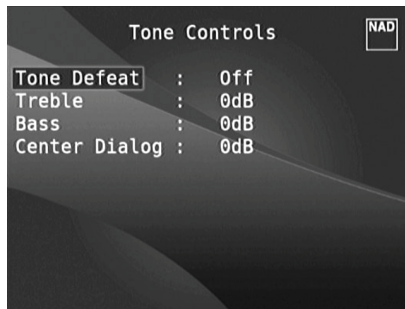 Tone Controls
NAD
Tone Defeat : Off
Treble : 0dB
Bass : 0dB
Center Dialog : 0dB